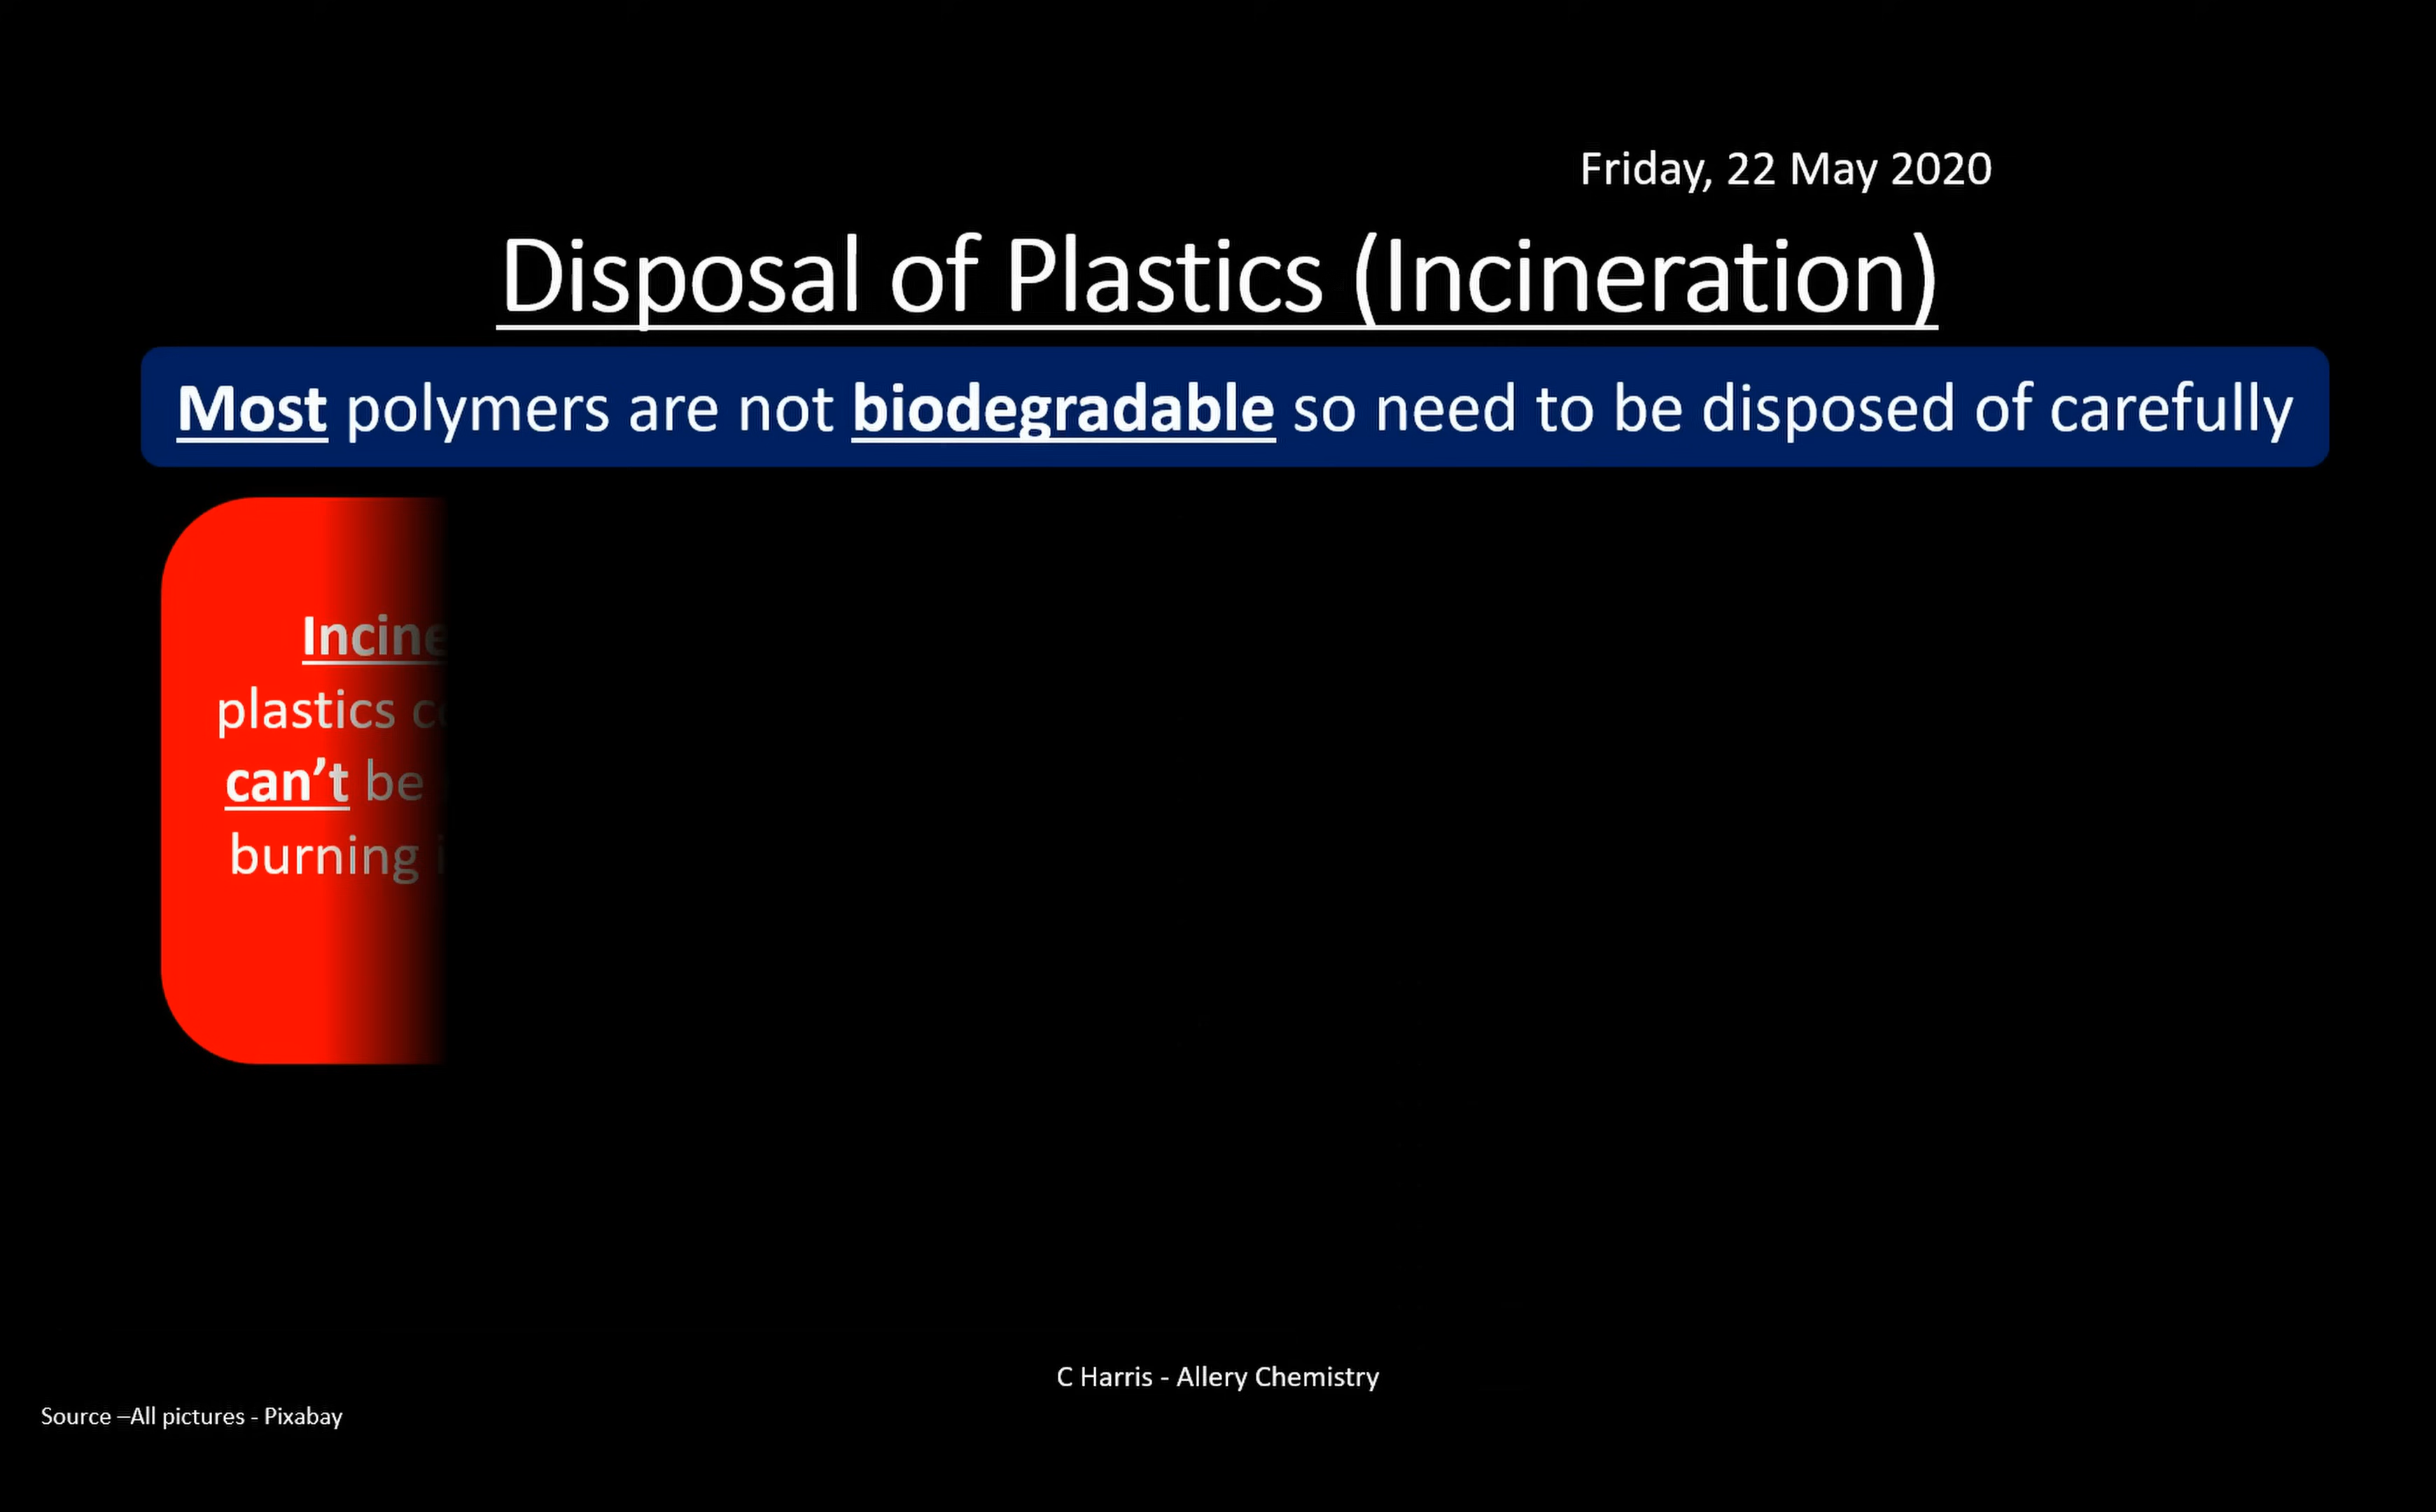 Friday, 22 May 2020
Disposal of Plastics (Incineration)
Most polymers are not biodegradable so need to be disposed of carefully
Incine
plastics c
can’t be
burning i
C Harris - Allery Chemistry
Source –All pictures - Pixabay